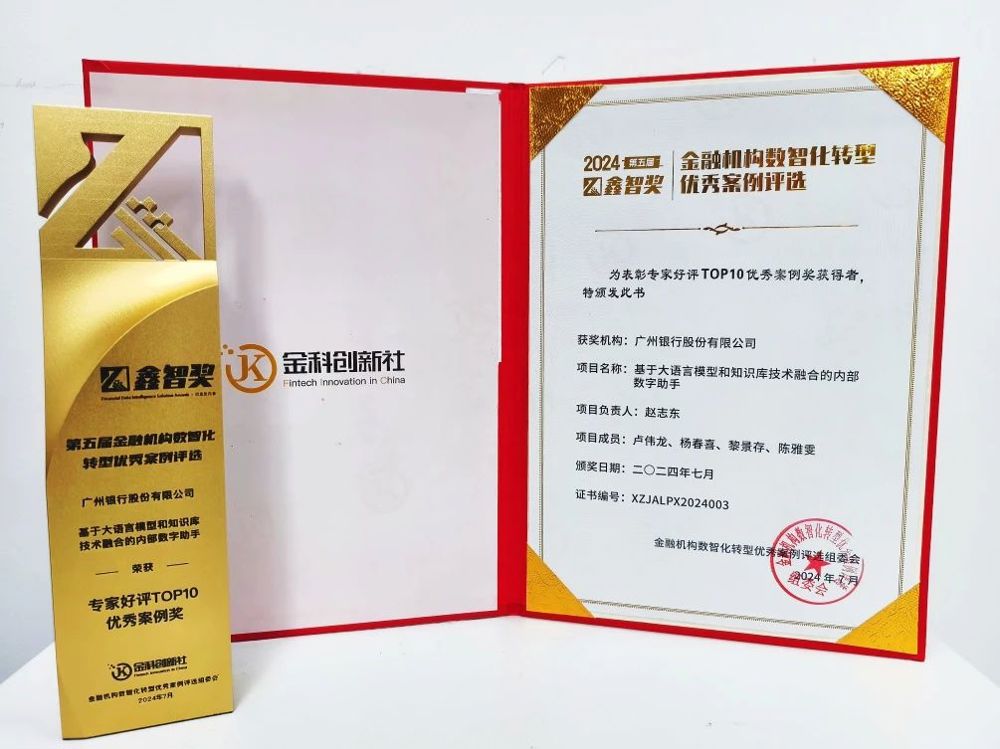 鑫智奖
第五届金融机构数智化
转型优秀案例评选
广州银行股份有限公司
基于大语言模型和知识库
技术融合的内部数字助手
荣获
专家好评TOP10
优秀案例奖
金科创新社
Fintech Innovation in China
金融机构数智化转型优秀案例评选组委会
2024年7月
金科创新社
Fintech Innovation in China
2024 第五届
鑫智奖
金融机构数智化转型
优秀案例评选
为表彰专家好评TOP10优秀案例奖获得者，
特颁发此书
获奖机构：广州银行股份有限公司
项目名称：基于大语言模型和知识库技术融合的内部
数字助手
项目负责人：赵志东
项目成员：卢伟龙、杨春喜、黎景存、陈雅雯
颁奖日期：二〇二四年七月
证书编号：XZJALPX2024003
金融机构数智化转型优秀案例评选组委会
2024 年 7 月
组委会